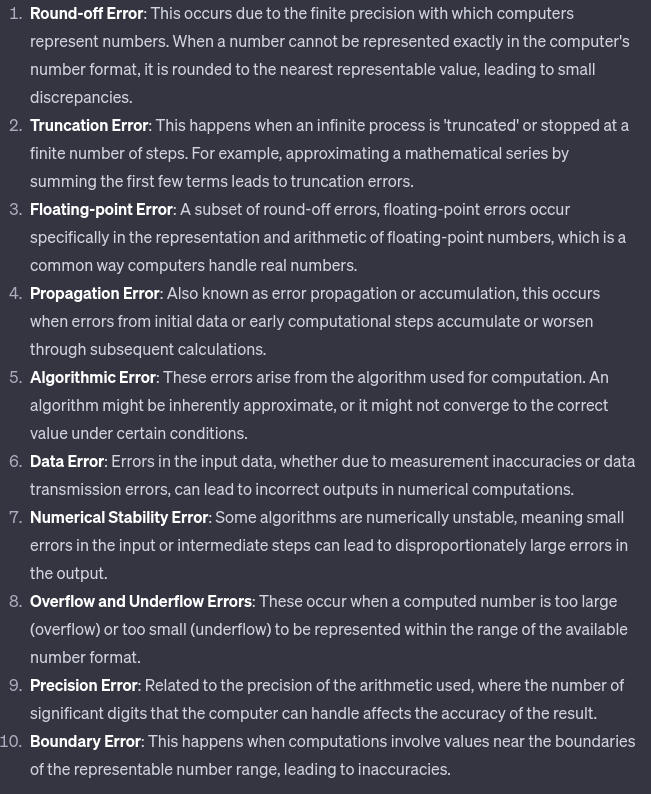 1. Round-off Error: This occurs due to the finite precision with which computers
represent numbers. When a number cannot be represented exactly in the computer's
number format, it is rounded to the nearest representable value, leading to small
discrepancies.
2. Truncation Error: This happens when an infinite process is 'truncated' or stopped at a
finite number of steps. For example, approximating a mathematical series by
summing the first few terms leads to truncation errors.
3. Floating-point Error: A subset of round-off errors, floating-point errors occur
specifically in the representation and arithmetic of floating-point numbers, which is a
common way computers handle real numbers.
4. Propagation Error: Also known as error propagation or accumulation, this occurs
when errors from initial data or early computational steps accumulate or worsen
through subsequent calculations.
5. Algorithmic Error: These errors arise from the algorithm used for computation. An
algorithm might be inherently approximate, or it might not converge to the correct
value under certain conditions.
6. Data Error: Errors in the input data, whether due to measurement inaccuracies or data
transmission errors, can lead to incorrect outputs in numerical computations.
7. Numerical Stability Error: Some algorithms are numerically unstable, meaning small
errors in the input or intermediate steps can lead to disproportionately large errors in
the output.
8. Overflow and Underflow Errors: These occur when a computed number is too large
(overflow) or too small (underflow) to be represented within the range of the available
number format.
9. Precision Error: Related to the precision of the arithmetic used, where the number of
significant digits that the computer can handle affects the accuracy of the result.
10. Boundary Error: This happens when computations involve values near the boundaries
of the representable number range, leading to inaccuracies.